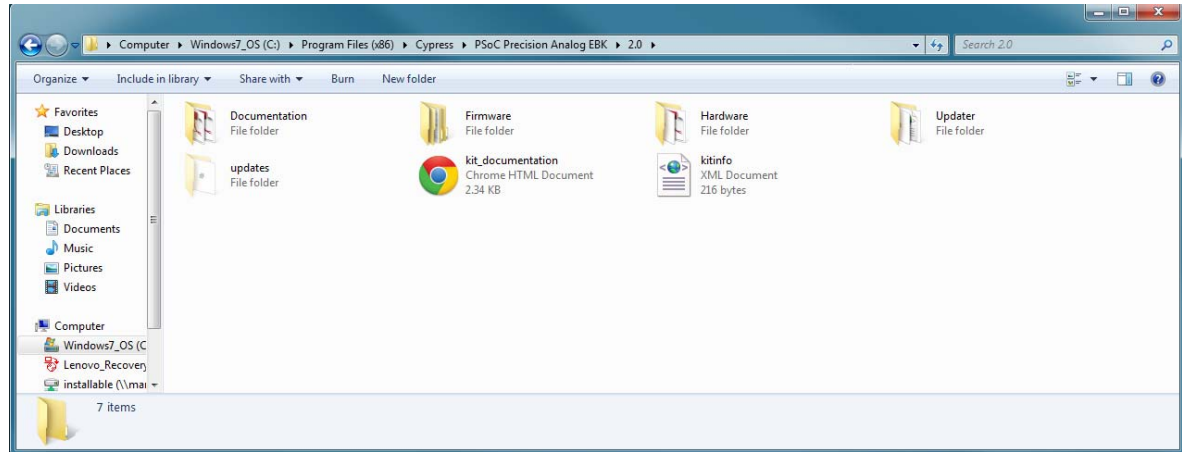 Computer ▸ Windows7_OS (C:) ▸ Program Files (x86) ▸ Cypress ▸ PSoC Precision Analog EBK ▸ 2.0 ▸
Search 2.0
Organize Include in library Share with Burn New folder
Favorites
Desktop
Downloads
Recent Places
Libraries
Documents
Music
Pictures
Videos
Computer
Windows7_OS (C
Lenovo_Recovery
installable (\\mai
Documentation
File folder
Firmware
File folder
Hardware
File folder
Updater
File folder
updates
File folder
kit_documentation
Chrome HTML Document
2.34 KB
kitinfo
XML Document
216 bytes
7 items